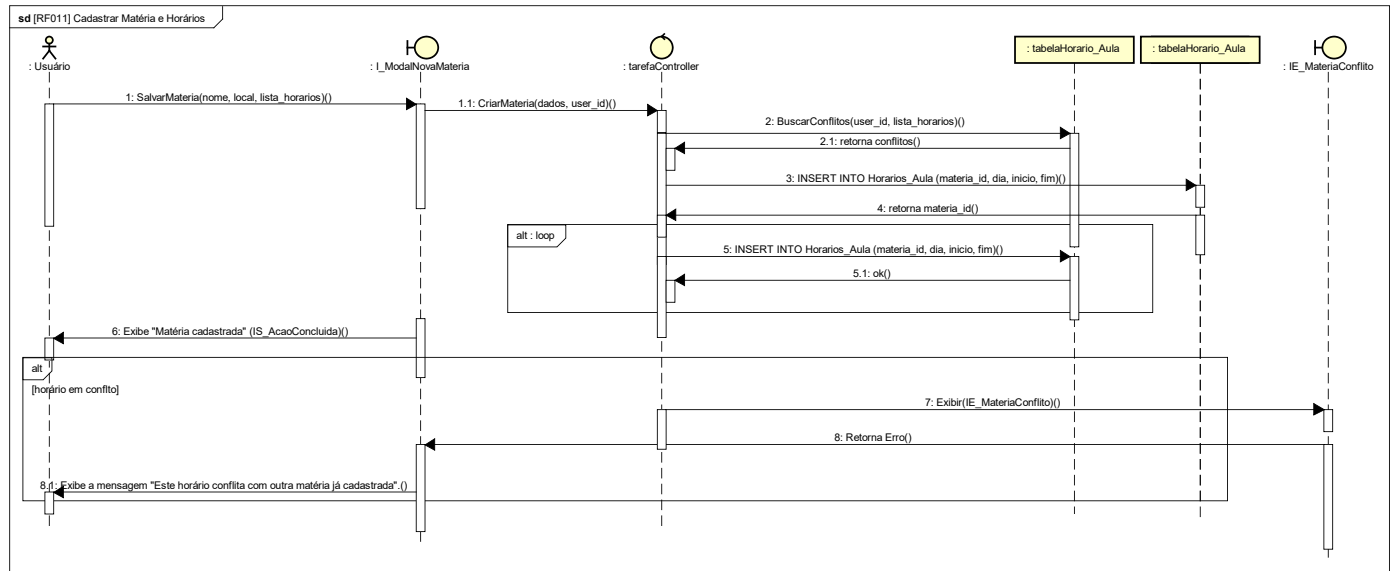 sd [RF011] Cadastrar Matéria e Horários
: Usuário
: I_ModalNovaMateria
: tarefaController
: tabelaHorario_Aula
: tabelaHorario_Aula
: IE_MateriaConflito
1: SalvarMateria(nome, local, lista_horarios)()
1.1: CriarMateria(dados, user_id)()
2: BuscarConflitos(user_id, lista_horarios)()
2.1: retorna conflitos()
3: INSERT INTO Horarios_Aula (materia_id, dia, inicio, fim)()
4: retorna materia_id()
alt : loop
5: INSERT INTO Horarios_Aula (materia_id, dia, inicio, fim)()
5.1: ok()
6: Exibe "Matéria cadastrada" (IS_AcaoConcluida)()
alt
[horário em conflto]
7: Exibir(IE_MateriaConflito)()
8: Retorna Erro()
8.1: Exibe a mensagem "Este horário conflita com outra matéria já cadastrada".()